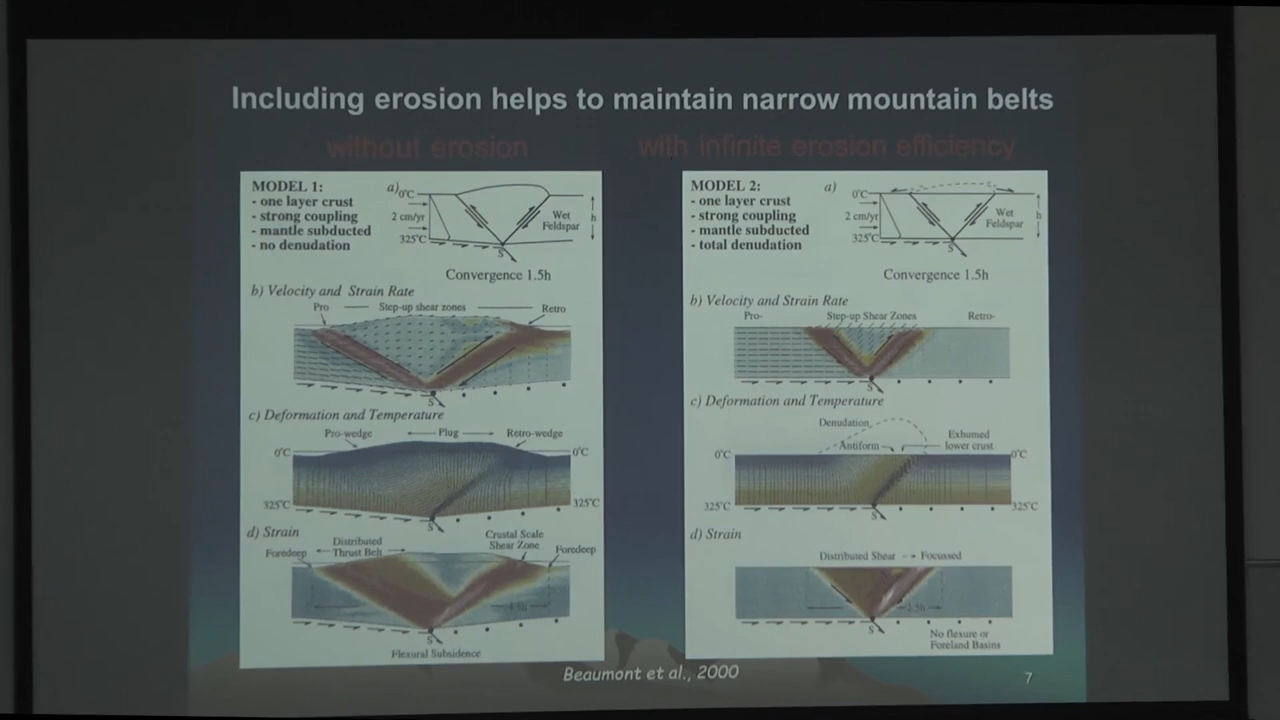 Including erosion helps to maintain narrow mountain belts
without erosion
with infinite erosion efficiency
MODEL 1:
- one layer crust
- strong coupling
- mantle subducted
- no denudation
a)
0°C
2 cm/yr
325°C
Wet
Feldspar
h
S
Convergence 1.5h
b) Velocity and Strain Rate
Pro
Step-up shear zones
Retro
S
c) Deformation and Temperature
Pro-wedge
Plug
Retro-wedge
0°C
0°C
325°C
325°C
S
d) Strain
Distributed
Thrust Belt
Crustal Scale
Shear Zone
Foredeep
Foredeep
S
Flexural Subsidence
MODEL 2:
- one layer crust
- strong coupling
- mantle subducted
- total denudation
a)
0°C
2 cm/yr
325°C
Wet
Feldspar
h
S
Convergence 1.5h
b) Velocity and Strain Rate
Pro-
Step-up Shear Zones
Retro-
S
c) Deformation and Temperature
Denudation
Antiform
Exhumed
lower crust
0°C
0°C
325°C
325°C
S
d) Strain
Distributed Shear
Focussed
S
No flexure or
Foreland Basins
Beaumont et al., 2000
7